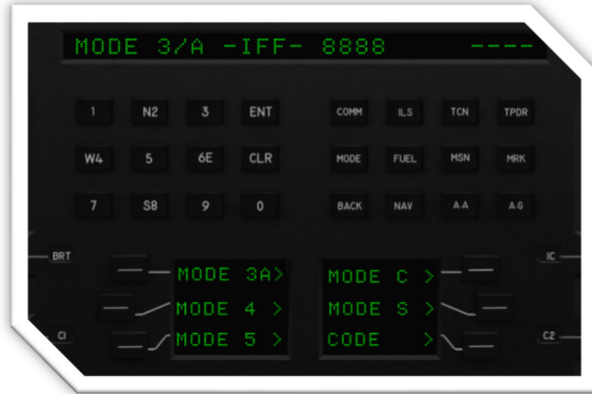 MODE 3/A -IFF- 8888 ----
1 N2 3 ENT COMM ILS TCN TPDR
W4 5 6E CLR MODE FUEL MSN MRK
7 S8 9 0 BACK NAV A-A A-G
BRT IC
MODE 3A> MODE C >
MODE 4 > MODE S >
CI C2
MODE 5 > CODE >